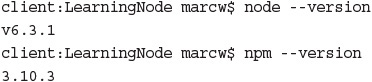 client:LearningNode marcw$ node --version
v6.3.1
client:LearningNode marcw$ npm --version
3.10.3